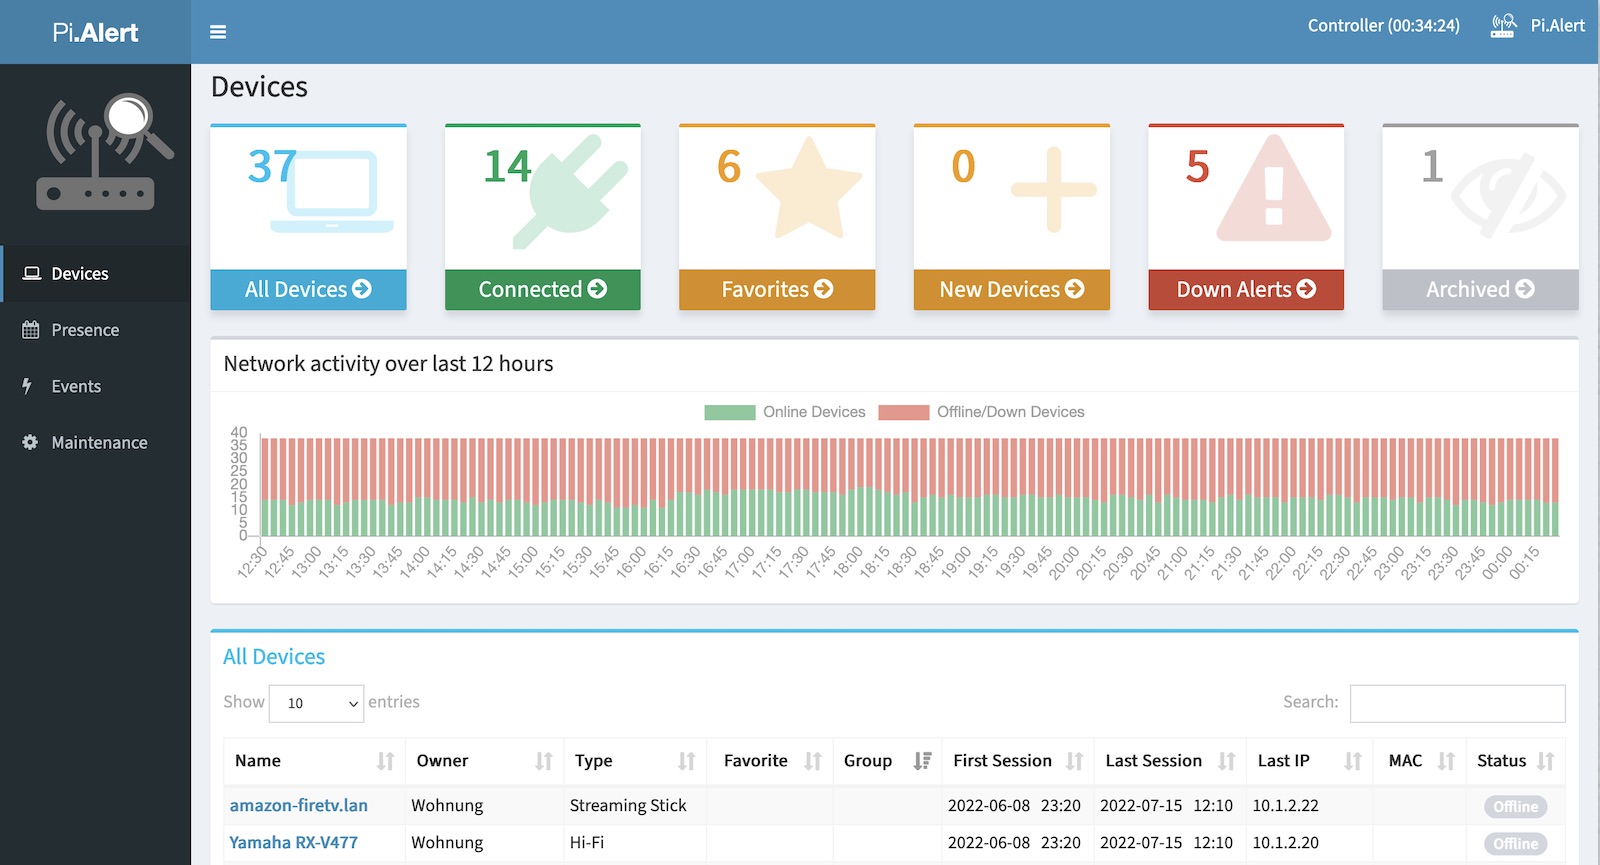 Pi.Alert
Controller (00:34:24)
Pi.Alert
Devices
Presence
Events
Maintenance
Devices
37
All Devices
14
Connected
6
Favorites
0
New Devices
5
Down Alerts
1
Archived
Network activity over last 12 hours
Online Devices
Offline/Down Devices
40
35
30
25
20
15
10
5
0
12:30 12:45 13:00 13:15 13:30 13:45 14:00 14:15 14:30 14:45 15:00 15:15 15:30 15:45 16:00 16:15 16:30 16:45 17:00 17:15 17:30 17:45 18:00 18:15 18:30 18:45 19:00 19:15 19:30 19:45 20:00 20:15 20:30 20:45 21:00 21:15 21:30 21:45 22:00 22:15 22:30 22:45 23:00 23:15 23:30 23:45 00:00 00:15
All Devices
Show 10 entries
Search:
Name Owner Type Favorite Group First Session Last Session Last IP MAC Status
amazon-firetv.lan Wohnung Streaming Stick 2022-06-08 23:20 2022-07-15 12:10 10.1.2.22 Offline
Yamaha RX-V477 Wohnung Hi-Fi 2022-06-08 23:20 2022-07-15 12:10 10.1.2.20 Offline